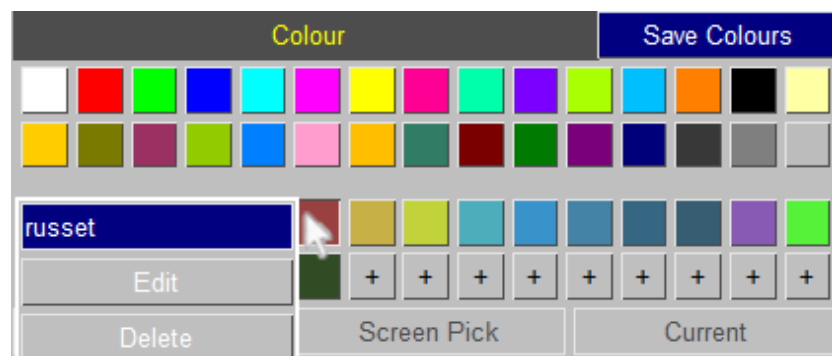 Colour
Save Colours
russet
+ + + + + + + + +
Edit
Screen Pick
Current
Delete